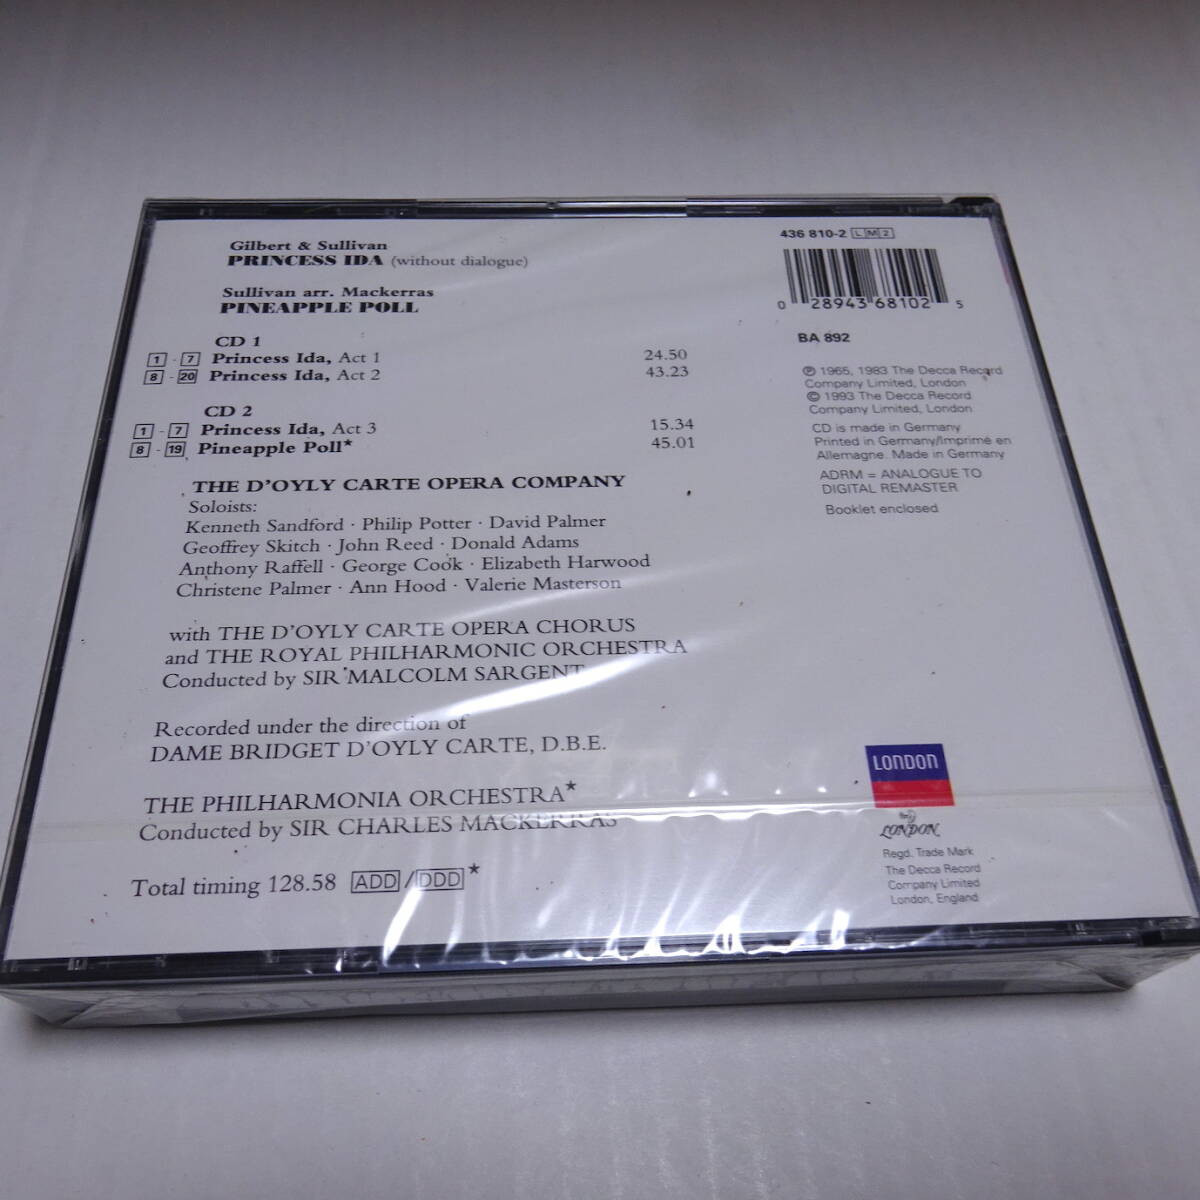 Gilbert & Sullivan
PRINCESS IDA (without dialogue)
Sullivan arr. Mackerras
PINEAPPLE POLL
CD 1
1 - 7 Princess Ida, Act 1 24.50
8 - 20 Princess Ida, Act 2 43.23
CD 2
1 - 7 Princess Ida, Act 3 15.34
8 - 19 Pineapple Poll* 45.01
THE D'OYLY CARTE OPERA COMPANY
Soloists:
Kenneth Sandford · Philip Potter · David Palmer
Geoffrey Skitch · John Reed · Donald Adams
Anthony Raffell · George Cook · Elizabeth Harwood
Christene Palmer · Ann Hood · Valerie Masterson
with THE D'OYLY CARTE OPERA CHORUS
and THE ROYAL PHILHARMONIC ORCHESTRA
Conducted by SIR MALCOLM SARGENT
Recorded under the direction of
DAME BRIDGET D'OYLY CARTE, D.B.E.
THE PHILHARMONIA ORCHESTRA*
Conducted by SIR CHARLES MACKERRAS
Total timing 128.58 ADD/DDD*
436 810-2 LM2
0 28943 68102 5
BA 892
℗ 1965, 1983 The Decca Record
Company Limited, London
© 1993 The Decca Record
Company Limited, London
CD is made in Germany
Printed in Germany/Imprimé en
Allemagne. Made in Germany
ADRM = ANALOGUE TO
DIGITAL REMASTER
Booklet enclosed
LONDON
LONDON
Regd. Trade Mark
The Decca Record
Company Limited
London, England